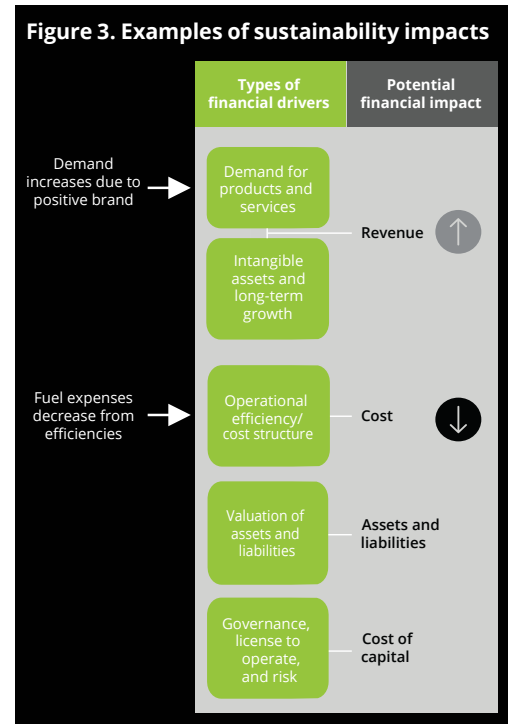 Figure 3. Examples of sustainability impacts
Types of
financial drivers
Potential
financial impact
Demand
increases due to
positive brand
Demand for
products and
services
Revenue
Intangible
assets and
long-term
growth
Fuel expenses
decrease from
efficiencies
Operational
efficiency/
cost structure
Cost
Valuation of
assets and
liabilities
Assets and
liabilities
Governance,
license to
operate,
and risk
Cost of
capital